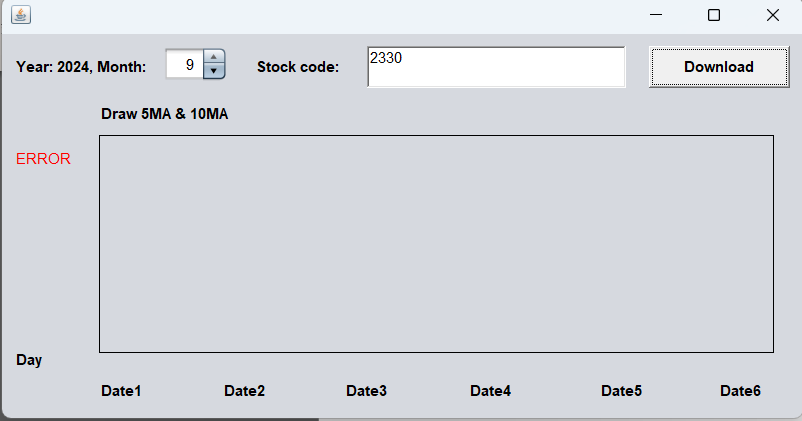 Year: 2024, Month: 9 Stock code: 2330 Download
Draw 5MA & 10MA
ERROR
Day
Date1 Date2 Date3 Date4 Date5 Date6